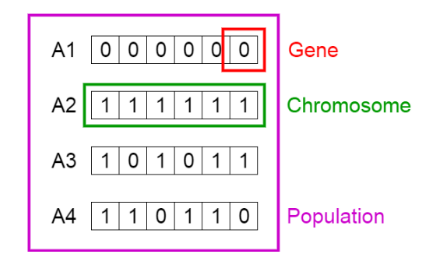 A1 0 0 0 0 0 0 Gene
A2 1 1 1 1 1 1 Chromosome
A3 1 0 1 0 1 1
A4 1 1 0 1 1 0 Population